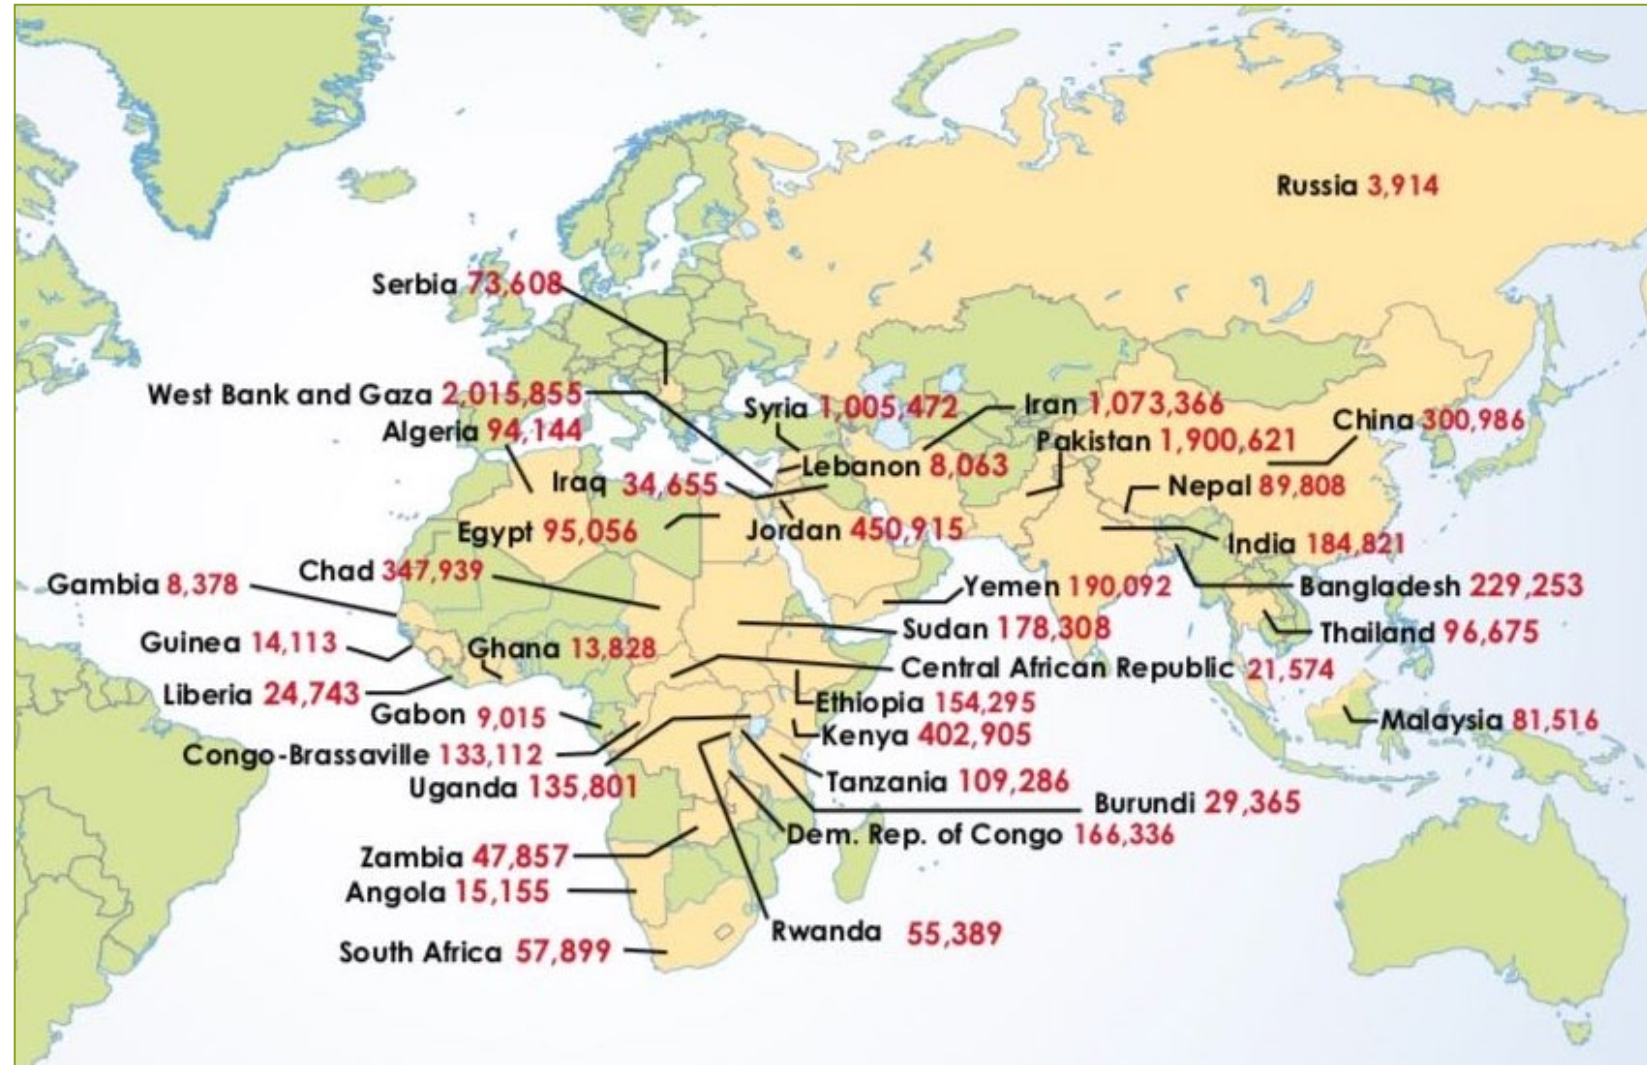 Russia 3,914
Serbia 73,608
West Bank and Gaza 2,015,855
Syria 1,005,472
Iran 1,073,366
China 300,986
Algeria 94,144
Pakistan 1,900,621
Lebanon 8,063
Iraq 34,655
Nepal 89,808
Egypt 95,056
Jordan 450,915
India 184,821
Chad 347,939
Gambia 8,378
Yemen 190,092
Bangladesh 229,253
Sudan 178,308
Thailand 96,675
Guinea 14,113
Ghana 13,828
Central African Republic 21,574
Liberia 24,743
Ethiopia 154,295
Gabon 9,015
Malaysia 81,516
Kenya 402,905
Congo-Brassaville 133,112
Uganda 135,801
Tanzania 109,286
Burundi 29,365
Dem. Rep. of Congo 166,336
Zambia 47,857
Angola 15,155
Rwanda 55,389
South Africa 57,899